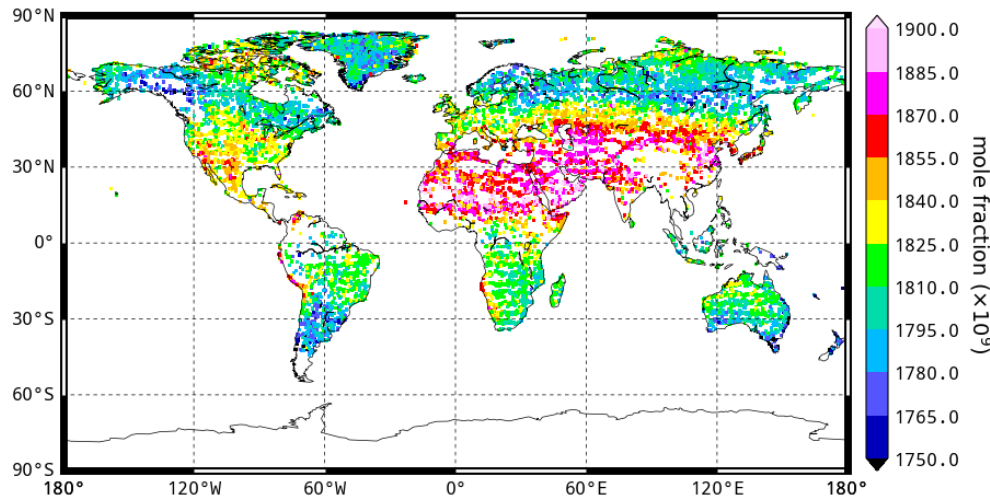 90°N
60°N
30°N
0°
30°S
60°S
90°S
180°
120°W
60°W
0°
60°E
120°E
180°
1900.0
1885.0
1870.0
1855.0
1840.0
1825.0
1810.0
1795.0
1780.0
1765.0
1750.0
mole fraction (×10⁹)